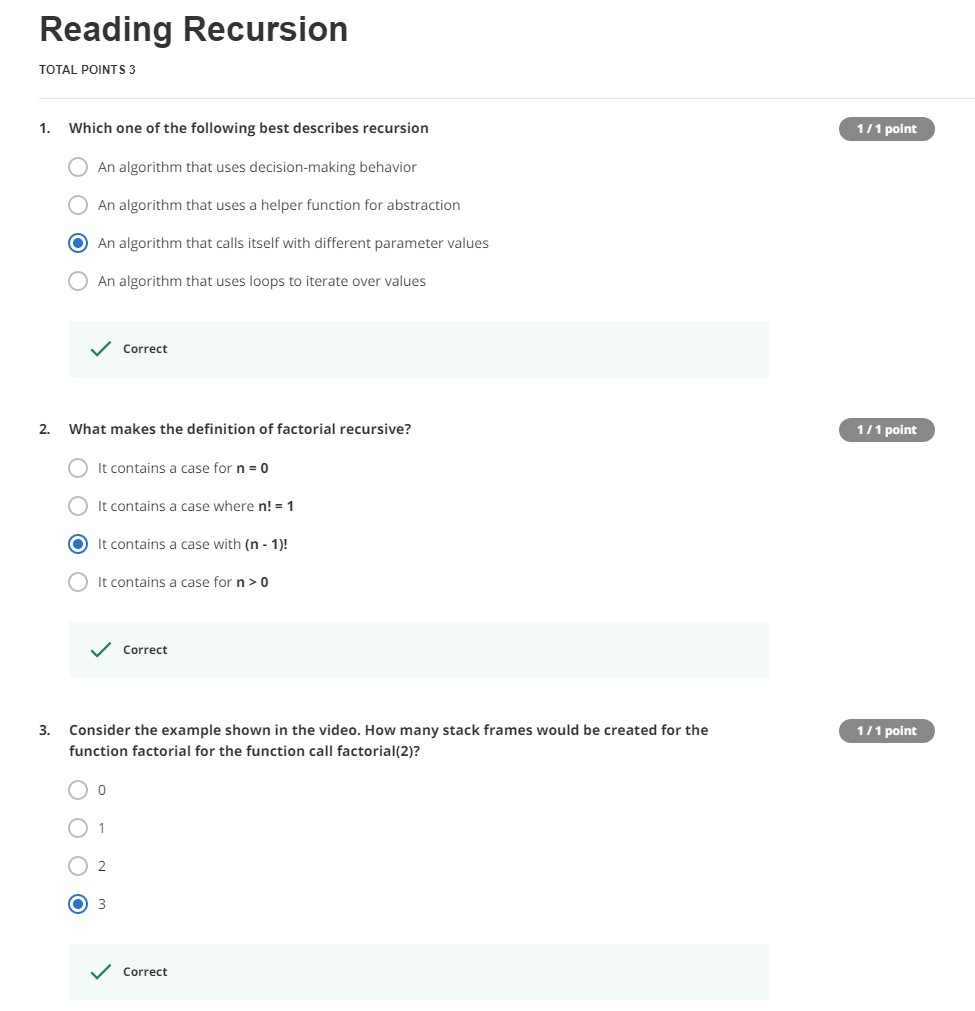 Reading Recursion
TOTAL POINTS 3
1. Which one of the following best describes recursion
1 / 1 point
An algorithm that uses decision-making behavior
An algorithm that uses a helper function for abstraction
An algorithm that calls itself with different parameter values
An algorithm that uses loops to iterate over values
Correct
2. What makes the definition of factorial recursive?
1 / 1 point
It contains a case for n = 0
It contains a case where n! = 1
It contains a case with (n - 1)!
It contains a case for n > 0
Correct
3. Consider the example shown in the video. How many stack frames would be created for the
function factorial for the function call factorial(2)?
1 / 1 point
0
1
2
3
Correct